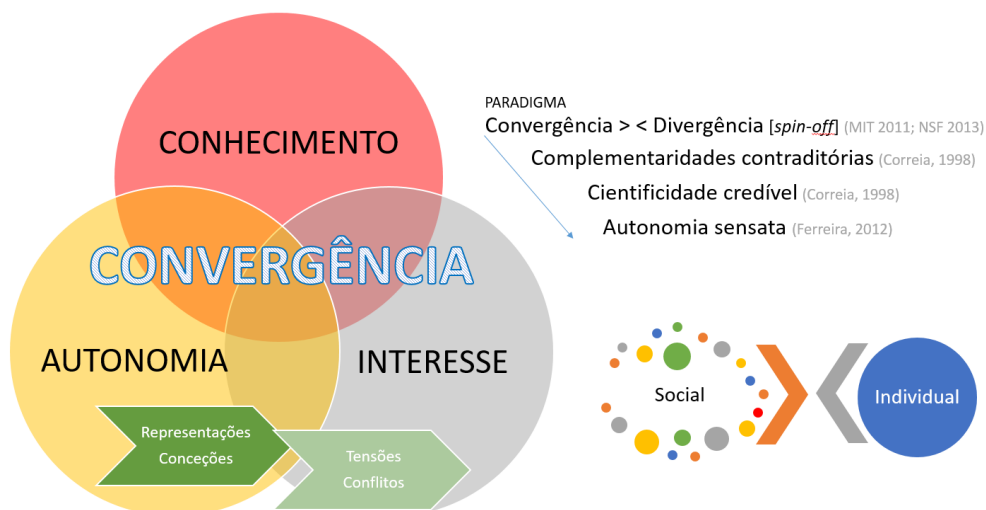 CONHECIMENTO
CONVERGÊNCIA
AUTONOMIA
INTERESSE
Representações
Conceções
Tensões
Conflitos
PARADIGMA
Convergência > < Divergência [spin-off] (MIT 2011; NSF 2013)
Complementaridades contraditórias (Correia, 1998)
Cientificidade credível (Correia, 1998)
Autonomia sensata (Ferreira, 2012)
Social
Individual